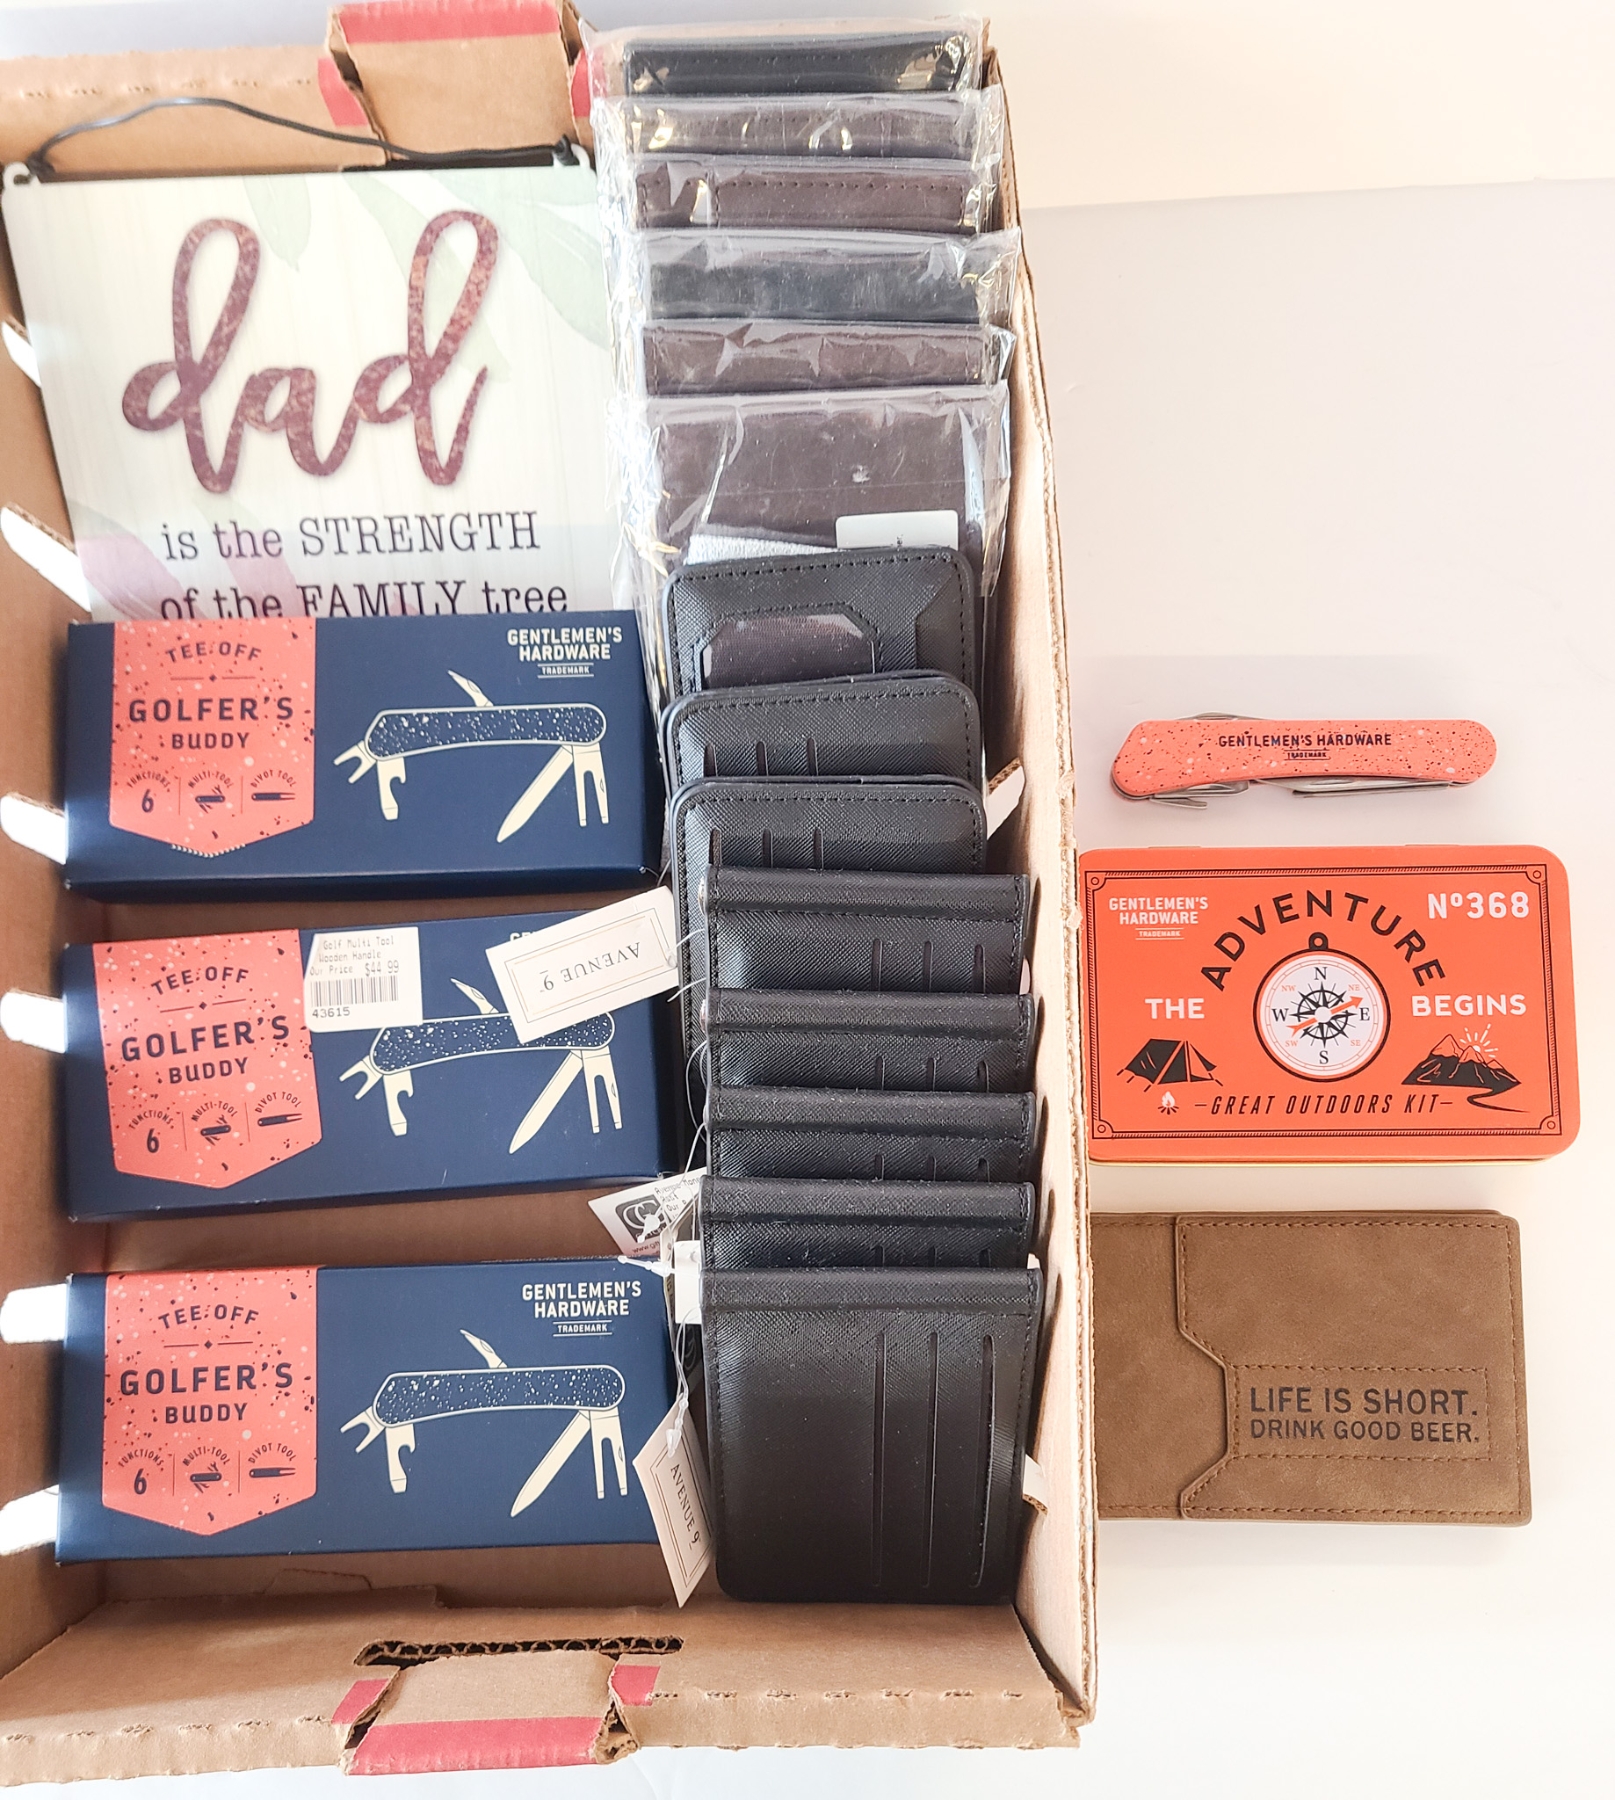 dad
is the STRENGTH
of the FAMILY tree
TEE·OFF
GOLFER'S
BUDDY
FUNCTIONS
6
MULTI-TOOL
DIVOT TOOL
GENTLEMEN'S
HARDWARE
TRADEMARK
TEE·OFF
GOLFER'S
BUDDY
FUNCTIONS
6
MULTI-TOOL
DIVOT TOOL
Golf Multi Tool
Wooden Handle
Our Price $44.99
43615
AVENUE 9
TEE·OFF
GOLFER'S
BUDDY
FUNCTIONS
6
MULTI-TOOL
DIVOT TOOL
GENTLEMEN'S
HARDWARE
TRADEMARK
AVENUE 9
GENTLEMEN'S HARDWARE
TRADEMARK
GENTLEMEN'S
HARDWARE
TRADEMARK
Nº368
THE ADVENTURE BEGINS
N
NW NE
W E
SW SE
S
—GREAT OUTDOORS KIT—
LIFE IS SHORT.
DRINK GOOD BEER.